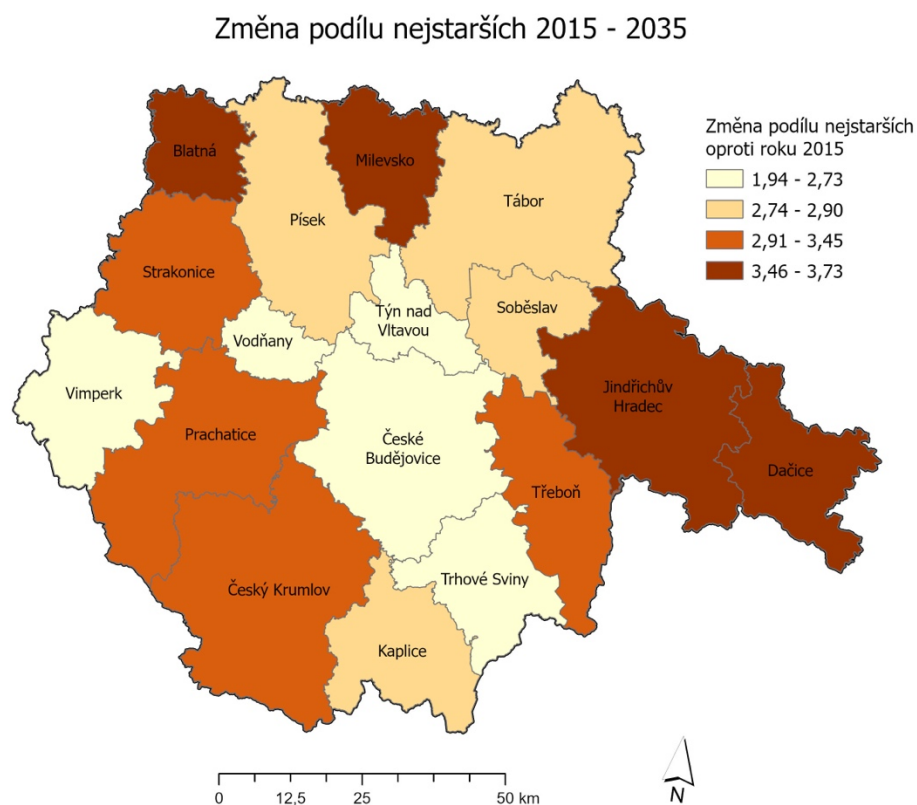 Změna podílu nejstarších 2015 - 2035
Změna podílu nejstarších
oproti roku 2015
1,94 - 2,73
2,74 - 2,90
2,91 - 3,45
3,46 - 3,73
Blatná
Milevsko
Tábor
Písek
Strakonice
Týn nad
Vltavou
Soběslav
Vodňany
Vimperk
Jindřichův
Hradec
Prachatice
České
Budějovice
Dačice
Třeboň
Trhové Sviny
Český Krumlov
Kaplice
0 12,5 25 50 km
N